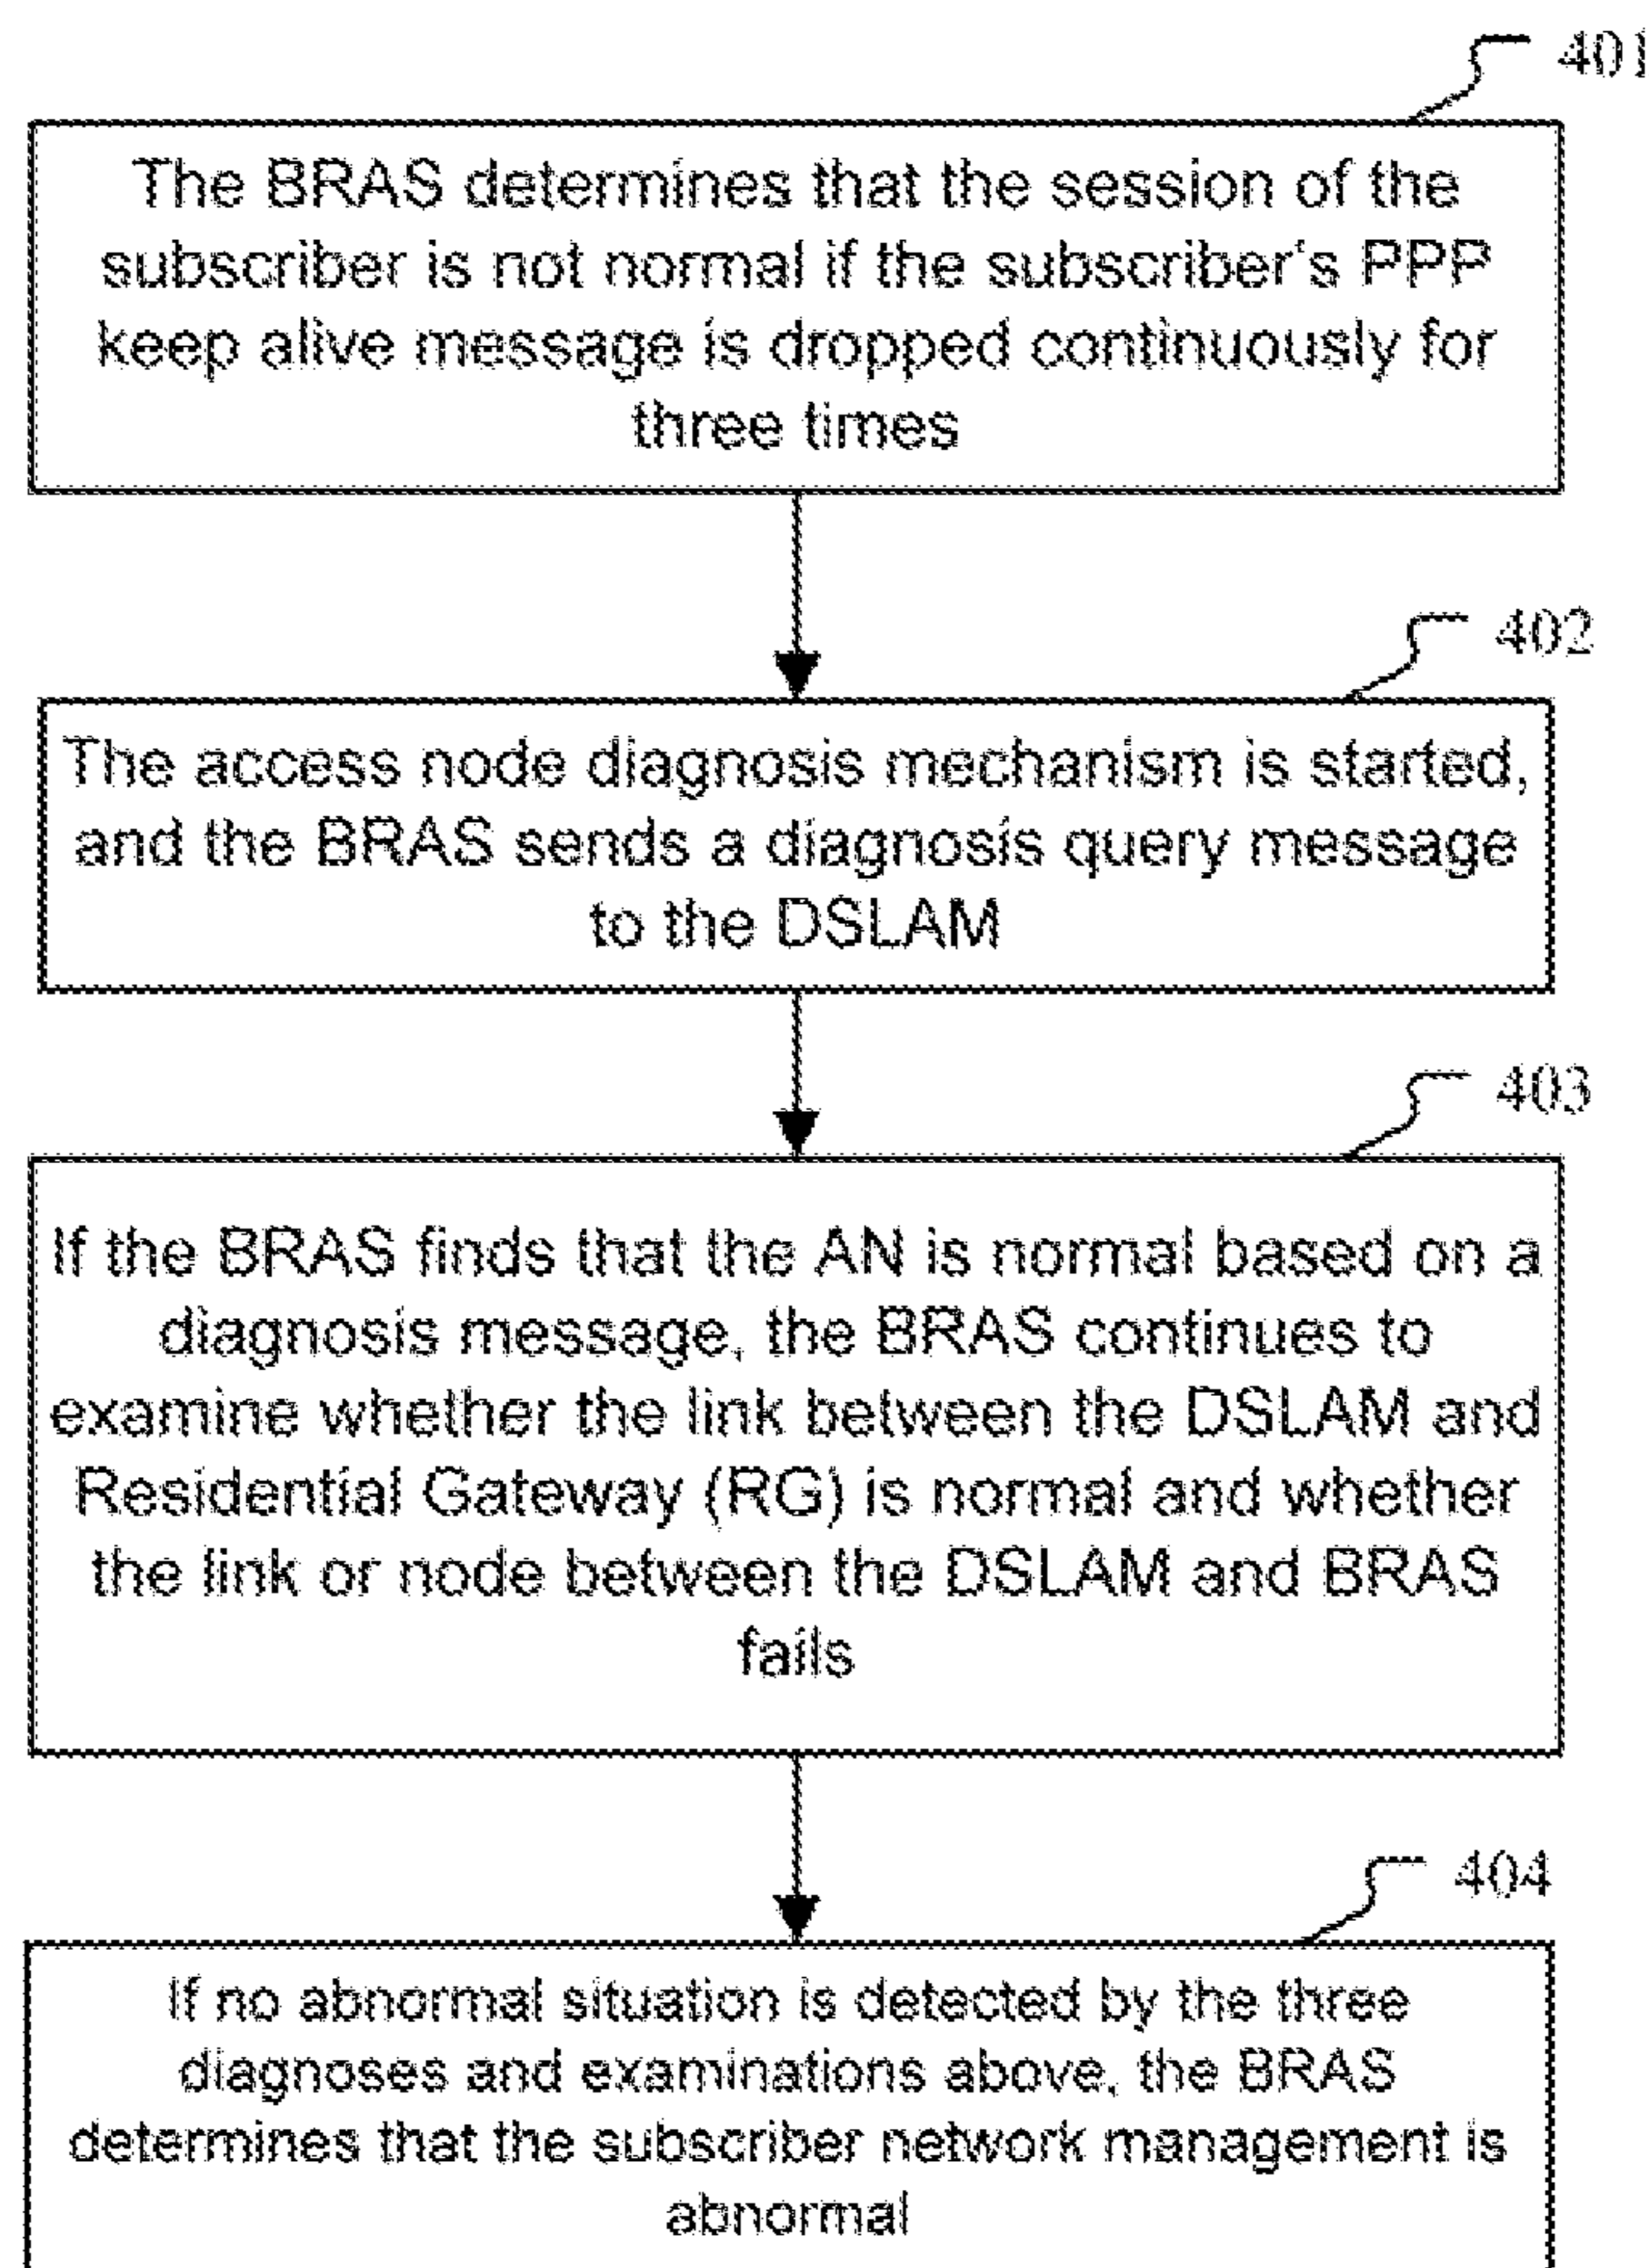 401
The BRAS determines that the session of the
subscriber is not normal if the subscriber's PPP
keep alive message is dropped continuously for
three times
402
The access node diagnosis mechanism is started,
and the BRAS sends a diagnosis query message
to the DSLAM
403
If the BRAS finds that the AN is normal based on a
diagnosis message, the BRAS continues to
examine whether the link between the DSLAM and
Residential Gateway (RG) is normal and whether
the link or node between the DSLAM and BRAS
fails
404
If no abnormal situation is detected by the three
diagnoses and examinations above, the BRAS
determines that the subscriber network management is
abnormal